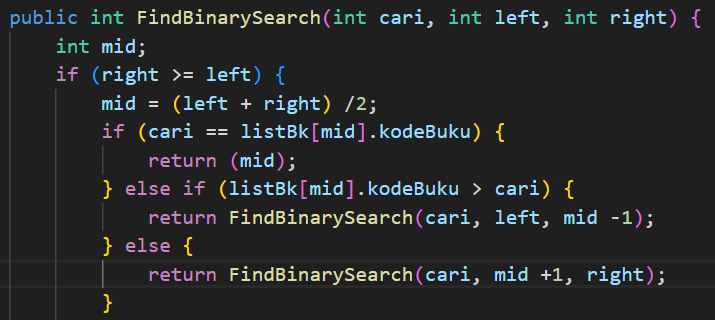 public int FindBinarySearch(int cari, int left, int right) {
    int mid;
    if (right >= left) {
        mid = (left + right) /2;
        if (cari == listBk[mid].kodeBuku) {
            return (mid);
        } else if (listBk[mid].kodeBuku > cari) {
            return FindBinarySearch(cari, left, mid -1);
        } else {
            return FindBinarySearch(cari, mid +1, right);
        }